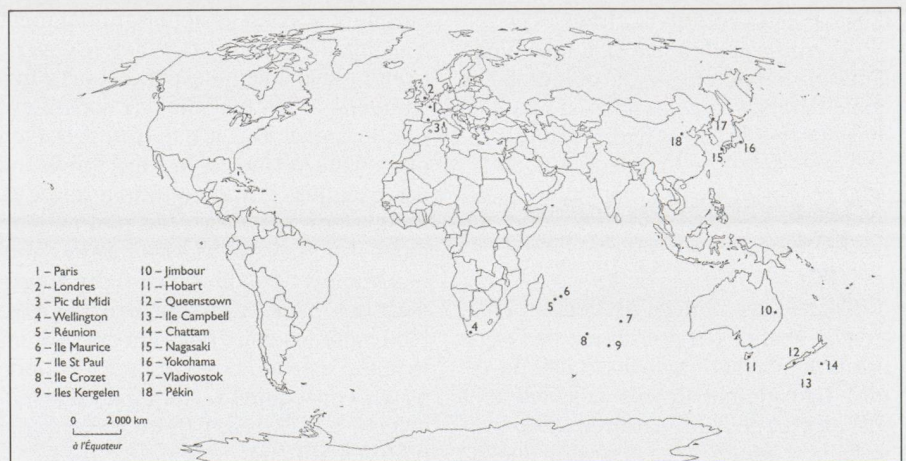 1 – Paris
2 – Londres
3 – Pic du Midi
4 – Wellington
5 – Réunion
6 – Ile Maurice
7 – Ile St Paul
8 – Ile Crozet
9 – Iles Kergelen
10 – Jimbour
11 – Hobart
12 – Queenstown
13 – Ile Campbell
14 – Chattam
15 – Nagasaki
16 – Yokohama
17 – Vladivostok
18 – Pékin
0 2 000 km
à l'Équateur
2
1
3
17
18
15
16
6
5
4
7
8
9
10
11
12
14
13